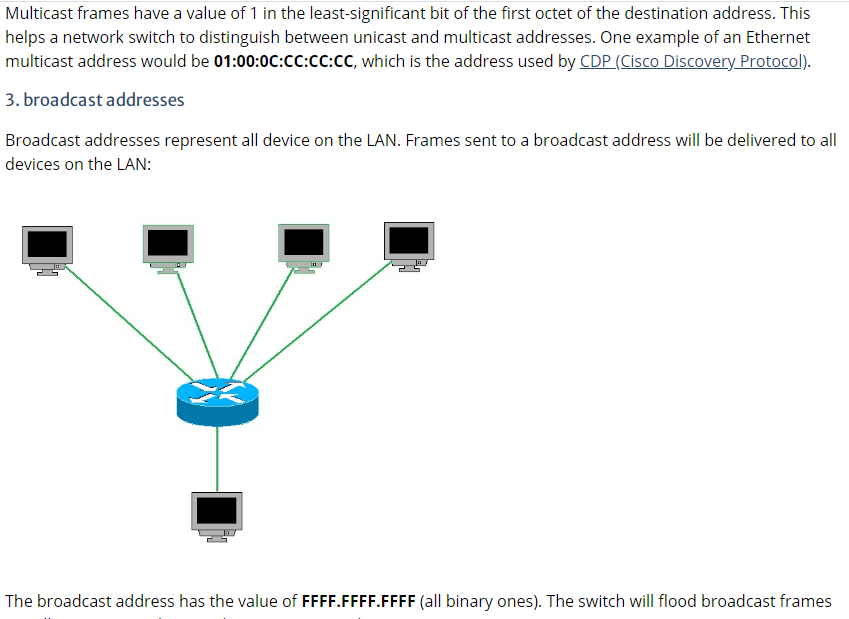 Multicast frames have a value of 1 in the least-significant bit of the first octet of the destination address. This
helps a network switch to distinguish between unicast and multicast addresses. One example of an Ethernet
multicast address would be 01:00:0C:CC:CC:CC, which is the address used by CDP (Cisco Discovery Protocol).
3. broadcast addresses
Broadcast addresses represent all device on the LAN. Frames sent to a broadcast address will be delivered to all
devices on the LAN:
The broadcast address has the value of FFFF.FFFF.FFFF (all binary ones). The switch will flood broadcast frames